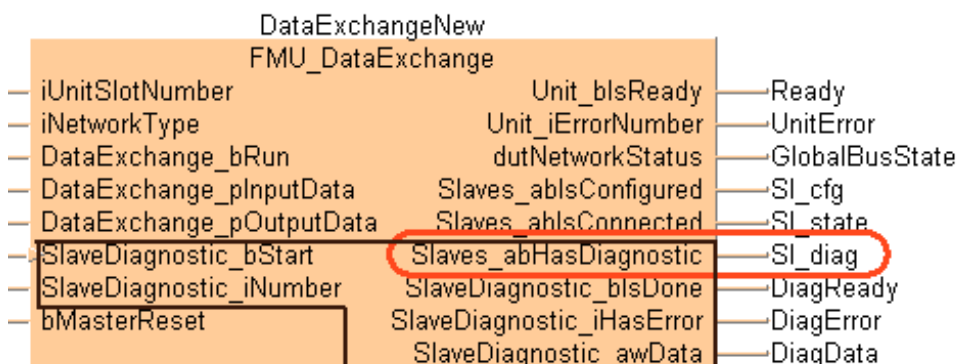 DataExchangeNew
FMU_DataExchange
iUnitSlotNumber Unit_bIsReady Ready
iNetworkType Unit_iErrorNumber UnitError
DataExchange_bRun dutNetworkStatus GlobalBusState
DataExchange_pInputData Slaves_abIsConfigured Sl_cfg
DataExchange_pOutputData Slaves_abIsConnected Sl_state
SlaveDiagnostic_bStart Slaves_abHasDiagnostic Sl_diag
SlaveDiagnostic_iNumber SlaveDiagnostic_bIsDone DiagReady
bMasterReset SlaveDiagnostic_iHasError DiagError
SlaveDiagnostic_awData DiagData